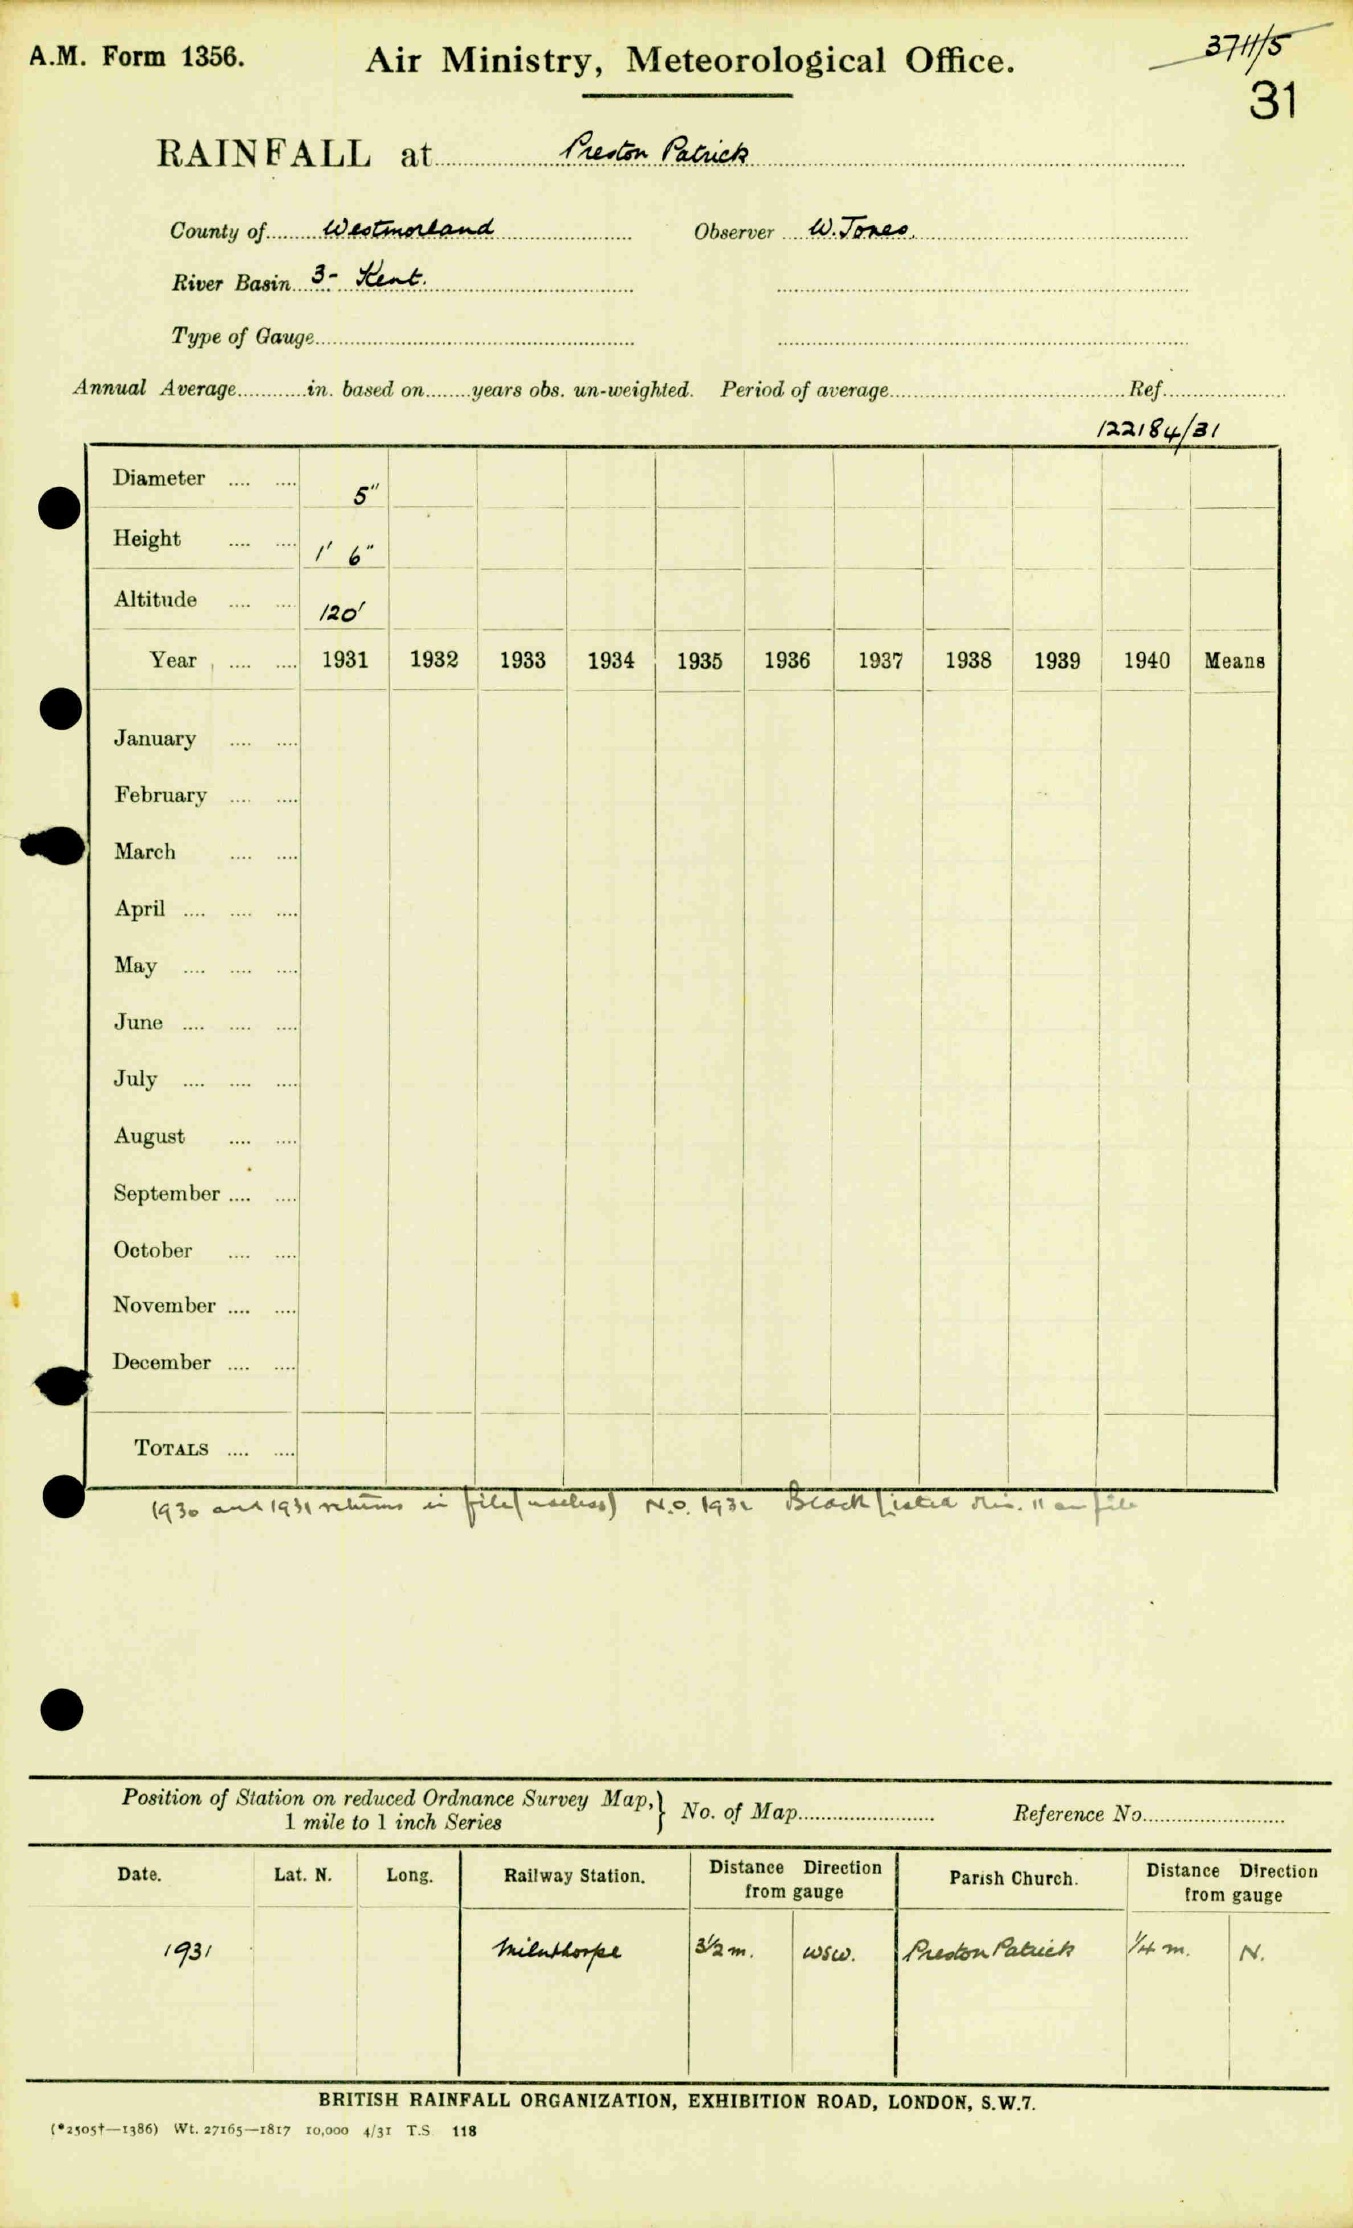 A.M. Form 1356.
Air Ministry, Meteorological Office.
3711/5
31
RAINFALL at Preston Patrick
County of Westmorland Observer W. Jones.
River Basin 3- Kent.
Type of Gauge
Annual Average in. based on years obs. un-weighted. Period of average Ref.
122184/31
Diameter 5"
Height 1' 6"
Altitude 120'
Year 1931 1932 1933 1934 1935 1936 1937 1938 1939 1940 Means
January
February
March
April
May
June
July
August
September
October
November
December
TOTALS
1930 and 1931 returns in file (useless) N.O. 1931 Black Listed min. 11 on file
Position of Station on reduced Ordnance Survey Map, } No. of Map Reference No.
1 mile to 1 inch Series
Date. Lat. N. Long. Railway Station. Distance Direction from gauge Parish Church. Distance Direction from gauge
1931 Milnthorpe 3½ m. WSW. Preston Patrick ¼ m. N.
BRITISH RAINFALL ORGANIZATION, EXHIBITION ROAD, LONDON, S.W.7.
(*2505†—1386) Wt. 27165—1817 10,000 4/31 T.S. 118